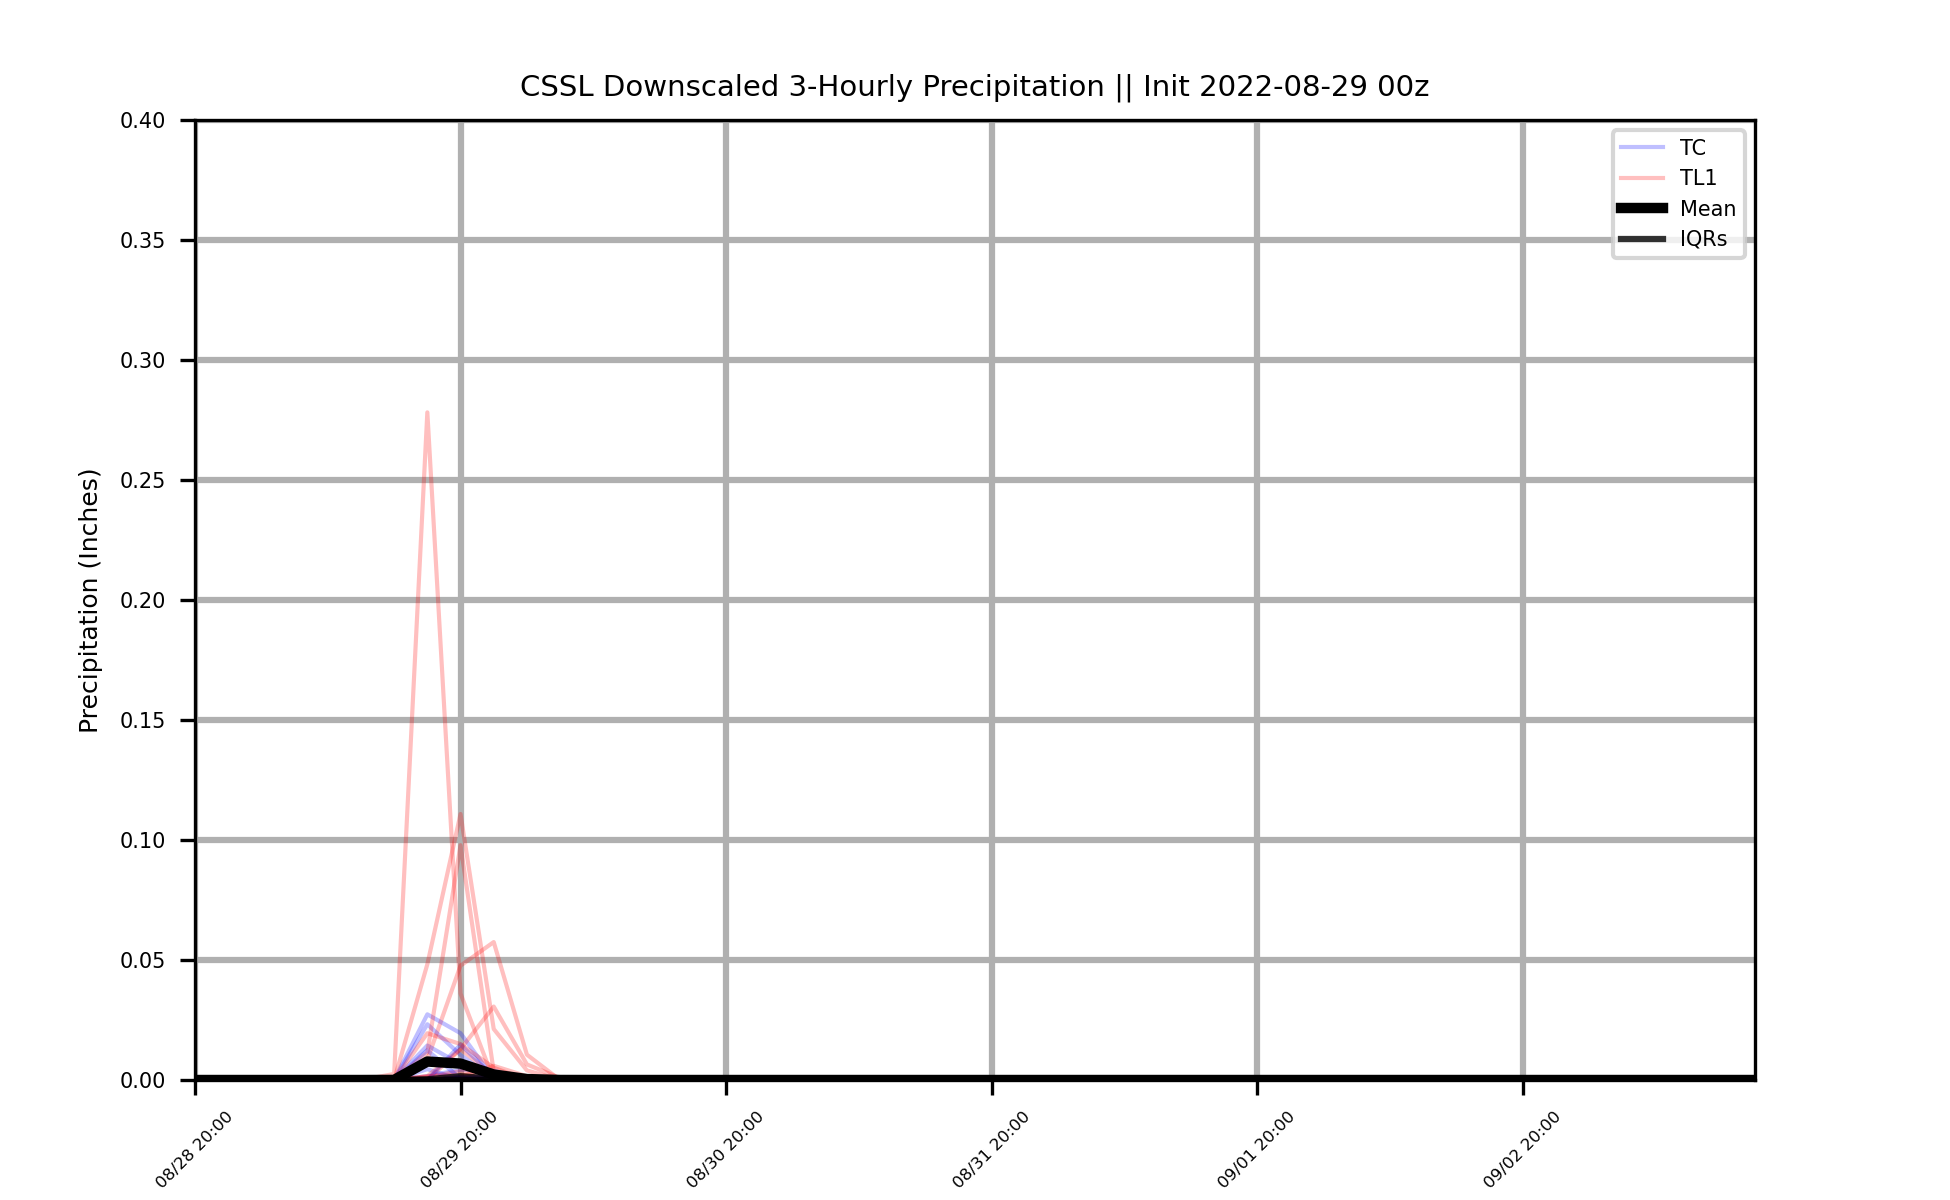 CSSL Downscaled 3-Hourly Precipitation || Init 2022-08-29 00z
TC
TL1
Mean
IQRs
Precipitation (Inches)
0.40
0.35
0.30
0.25
0.20
0.15
0.10
0.05
0.00
08/28 20:00
08/29 20:00
08/30 20:00
08/31 20:00
09/01 20:00
09/02 20:00